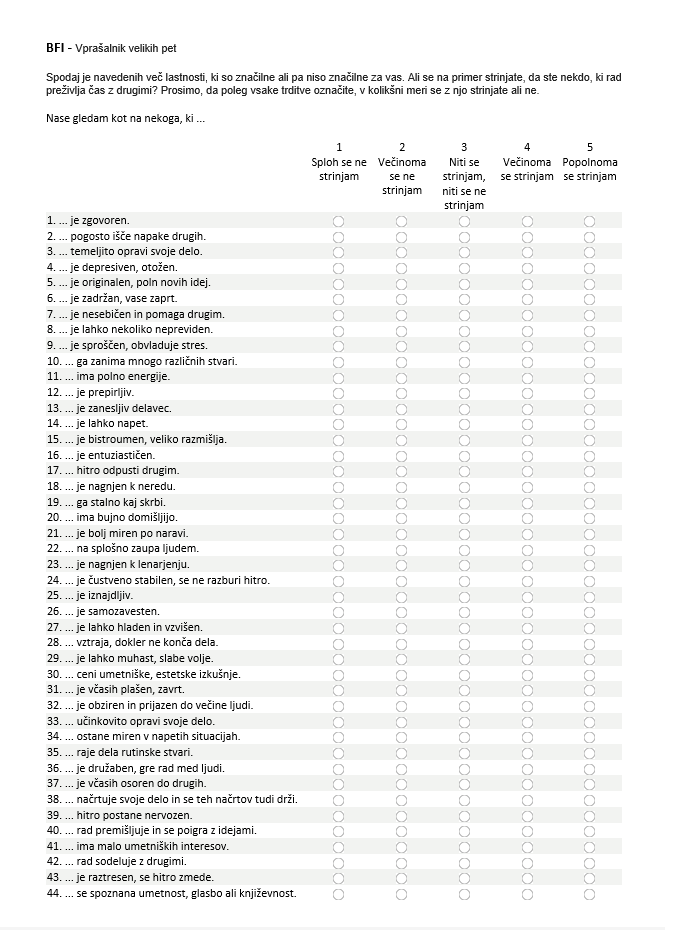 BFI - Vprašalnik velikih pet
Spodaj je navedenih več lastnosti, ki so značilne ali pa niso značilne za vas. Ali se na primer strinjate, da ste nekdo, ki rad
preživlja čas z drugimi? Prosimo, da poleg vsake trditve označite, v kolikšni meri se z njo strinjate ali ne.
Nase gledam kot na nekoga, ki ...
1 2 3 4 5
Sploh se ne Večinoma Niti se Večinoma Popolnoma
strinjam se ne strinjam, se strinjam se strinjam
strinjam niti se ne
strinjam
1. ... je zgovoren.
2. ... pogosto išče napake drugih.
3. ... temeljito opravi svoje delo.
4. ... je depresiven, otožen.
5. ... je originalen, poln novih idej.
6. ... je zadržan, vase zaprt.
7. ... je nesebičen in pomaga drugim.
8. ... je lahko nekoliko nepreviden.
9. ... je sproščen, obvladuje stres.
10. ... ga zanima mnogo različnih stvari.
11. ... ima polno energije.
12. ... je prepirljiv.
13. ... je zanesljiv delavec.
14. ... je lahko napet.
15. ... je bistroumen, veliko razmišlja.
16. ... je entuziastičen.
17. ... hitro odpusti drugim.
18. ... je nagnjen k neredu.
19. ... ga stalno kaj skrbi.
20. ... ima bujno domišljijo.
21. ... je bolj miren po naravi.
22. ... na splošno zaupa ljudem.
23. ... je nagnjen k lenarjenju.
24. ... je čustveno stabilen, se ne razburi hitro.
25. ... je iznajdljiv.
26. ... je samozavesten.
27. ... je lahko hladen in vzvišen.
28. ... vztraja, dokler ne konča dela.
29. ... je lahko muhast, slabe volje.
30. ... ceni umetniške, estetske izkušnje.
31. ... je včasih plašen, zavrt.
32. ... je obziren in prijazen do večine ljudi.
33. ... učinkovito opravi svoje delo.
34. ... ostane miren v napetih situacijah.
35. ... raje dela rutinske stvari.
36. ... je družaben, gre rad med ljudi.
37. ... je včasih osoren do drugih.
38. ... načrtuje svoje delo in se teh načrtov tudi drži.
39. ... hitro postane nervozen.
40. ... rad premišljuje in se poigra z idejami.
41. ... ima malo umetniških interesov.
42. ... rad sodeluje z drugimi.
43. ... je raztresen, se hitro zmede.
44. ... se spoznana umetnost, glasbo ali književnost.